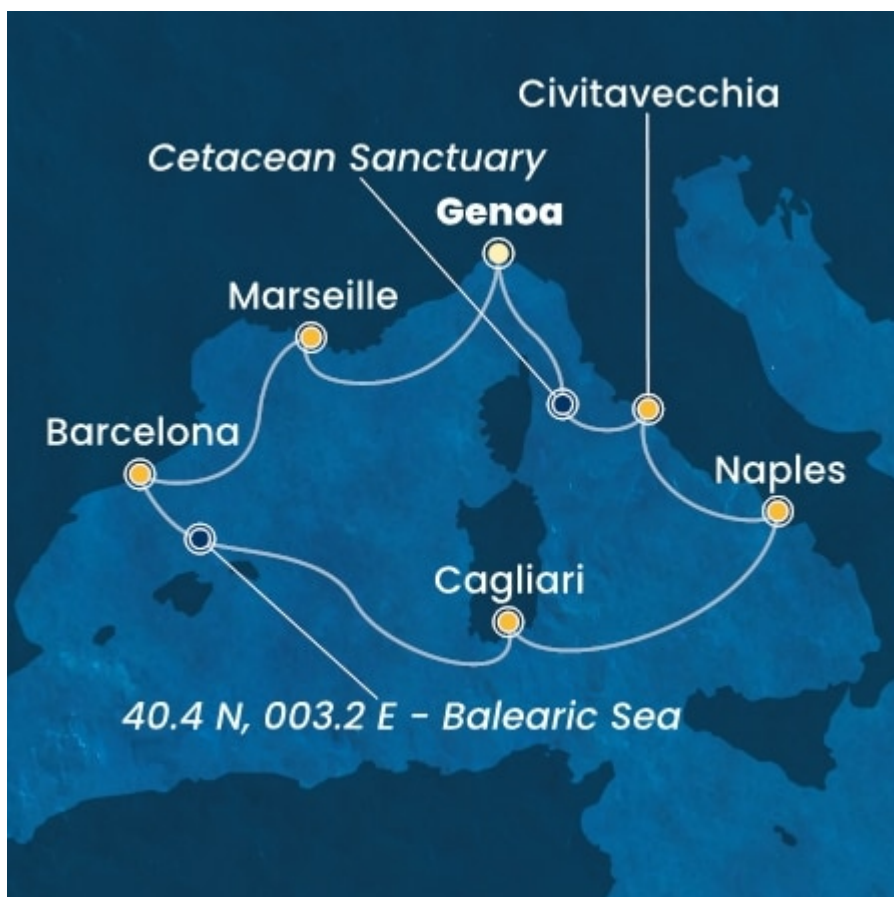 Civitavecchia
Cetacean Sanctuary
Genoa
Marseille
Barcelona
Naples
Cagliari
40.4 N, 003.2 E - Balearic Sea